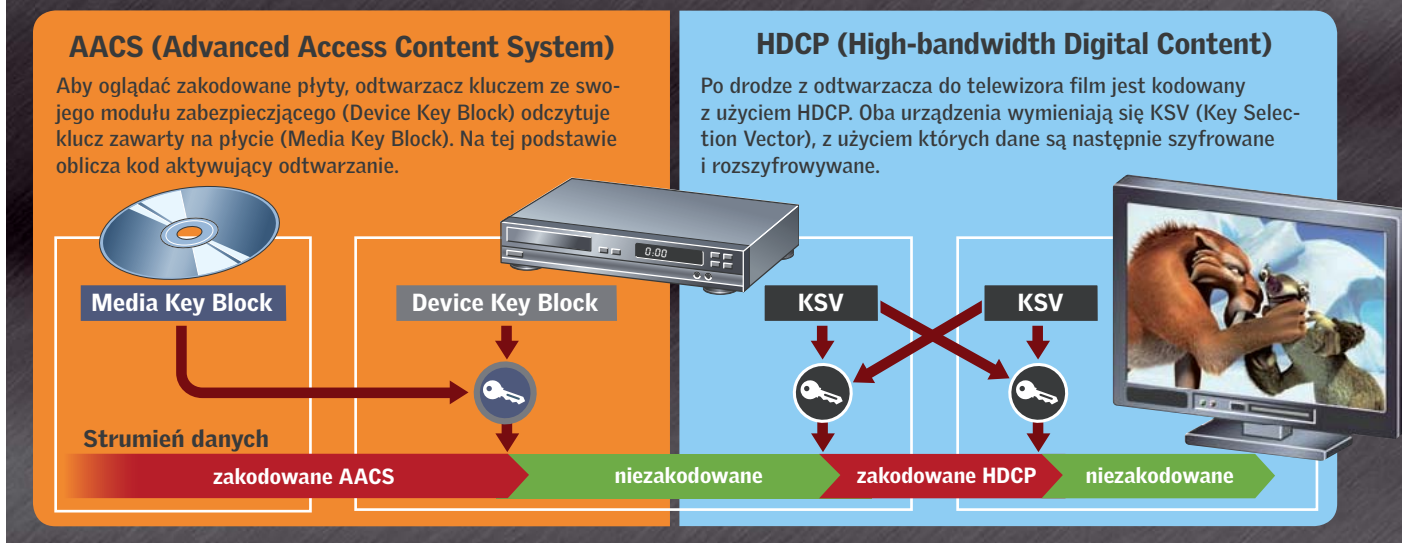 AACS (Advanced Access Content System)
Aby oglądać zakodowane płyty, odtwarzacz kluczem ze swo-
jego modułu zabezpieczjącego (Device Key Block) odczytuje
klucz zawarty na płycie (Media Key Block). Na tej podstawie
oblicza kod aktywujący odtwarzanie.
HDCP (High-bandwidth Digital Content)
Po drodze z odtwarzacza do telewizora film jest kodowany
z użyciem HDCP. Oba urządzenia wymieniają się KSV (Key Selec-
tion Vector), z użyciem których dane są następnie szyfrowane
i rozszyfrowywane.
0:00
Media Key Block
Device Key Block
KSV
KSV
Strumień danych
zakodowane AACS
niezakodowane
zakodowane HDCP
niezakodowane